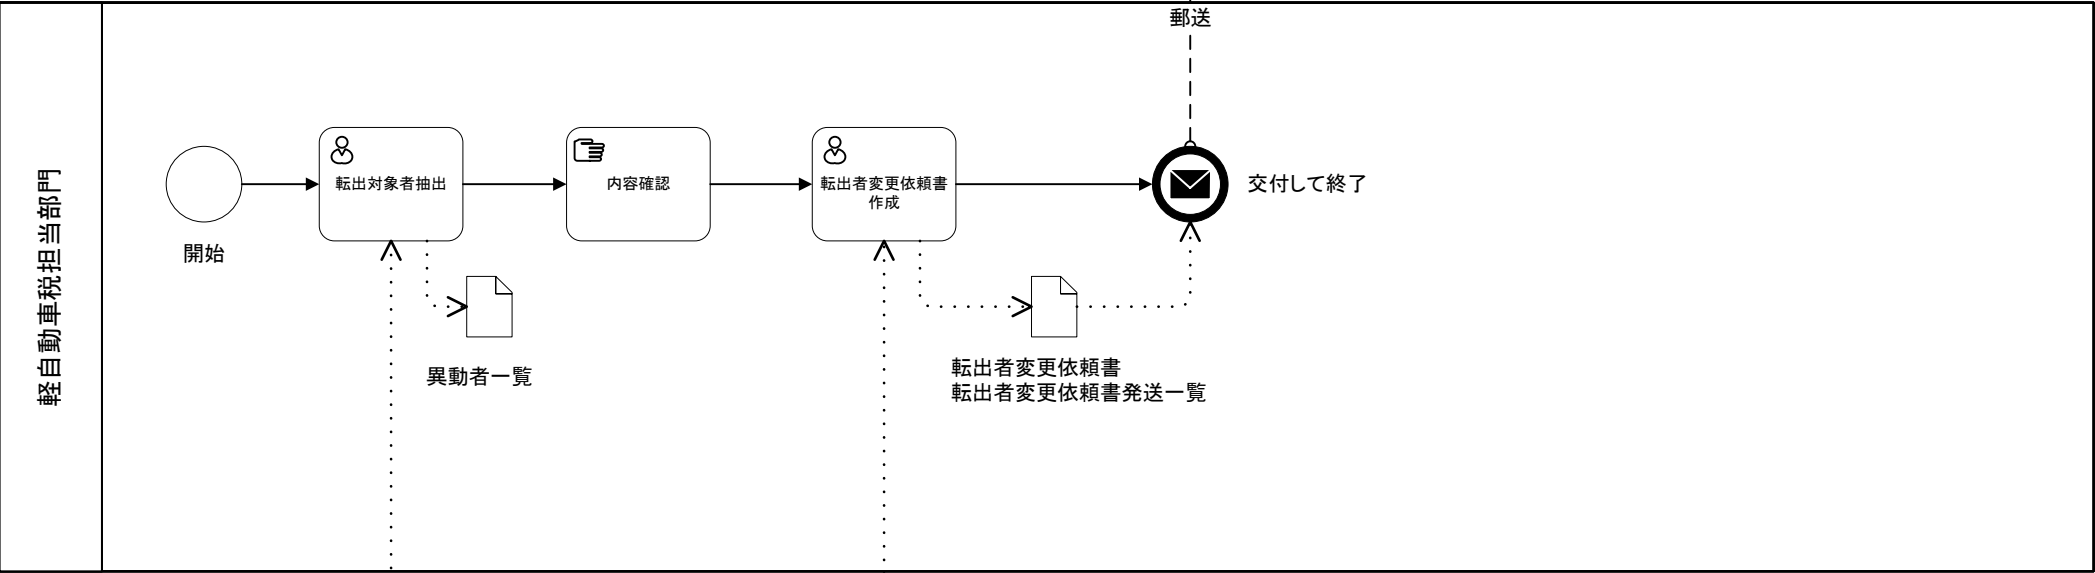 郵送
軽自動車税担当部門
開始
転出対象者抽出
内容確認
転出者変更依頼書
作成
交付して終了
異動者一覧
転出者変更依頼書
転出者変更依頼書発送一覧